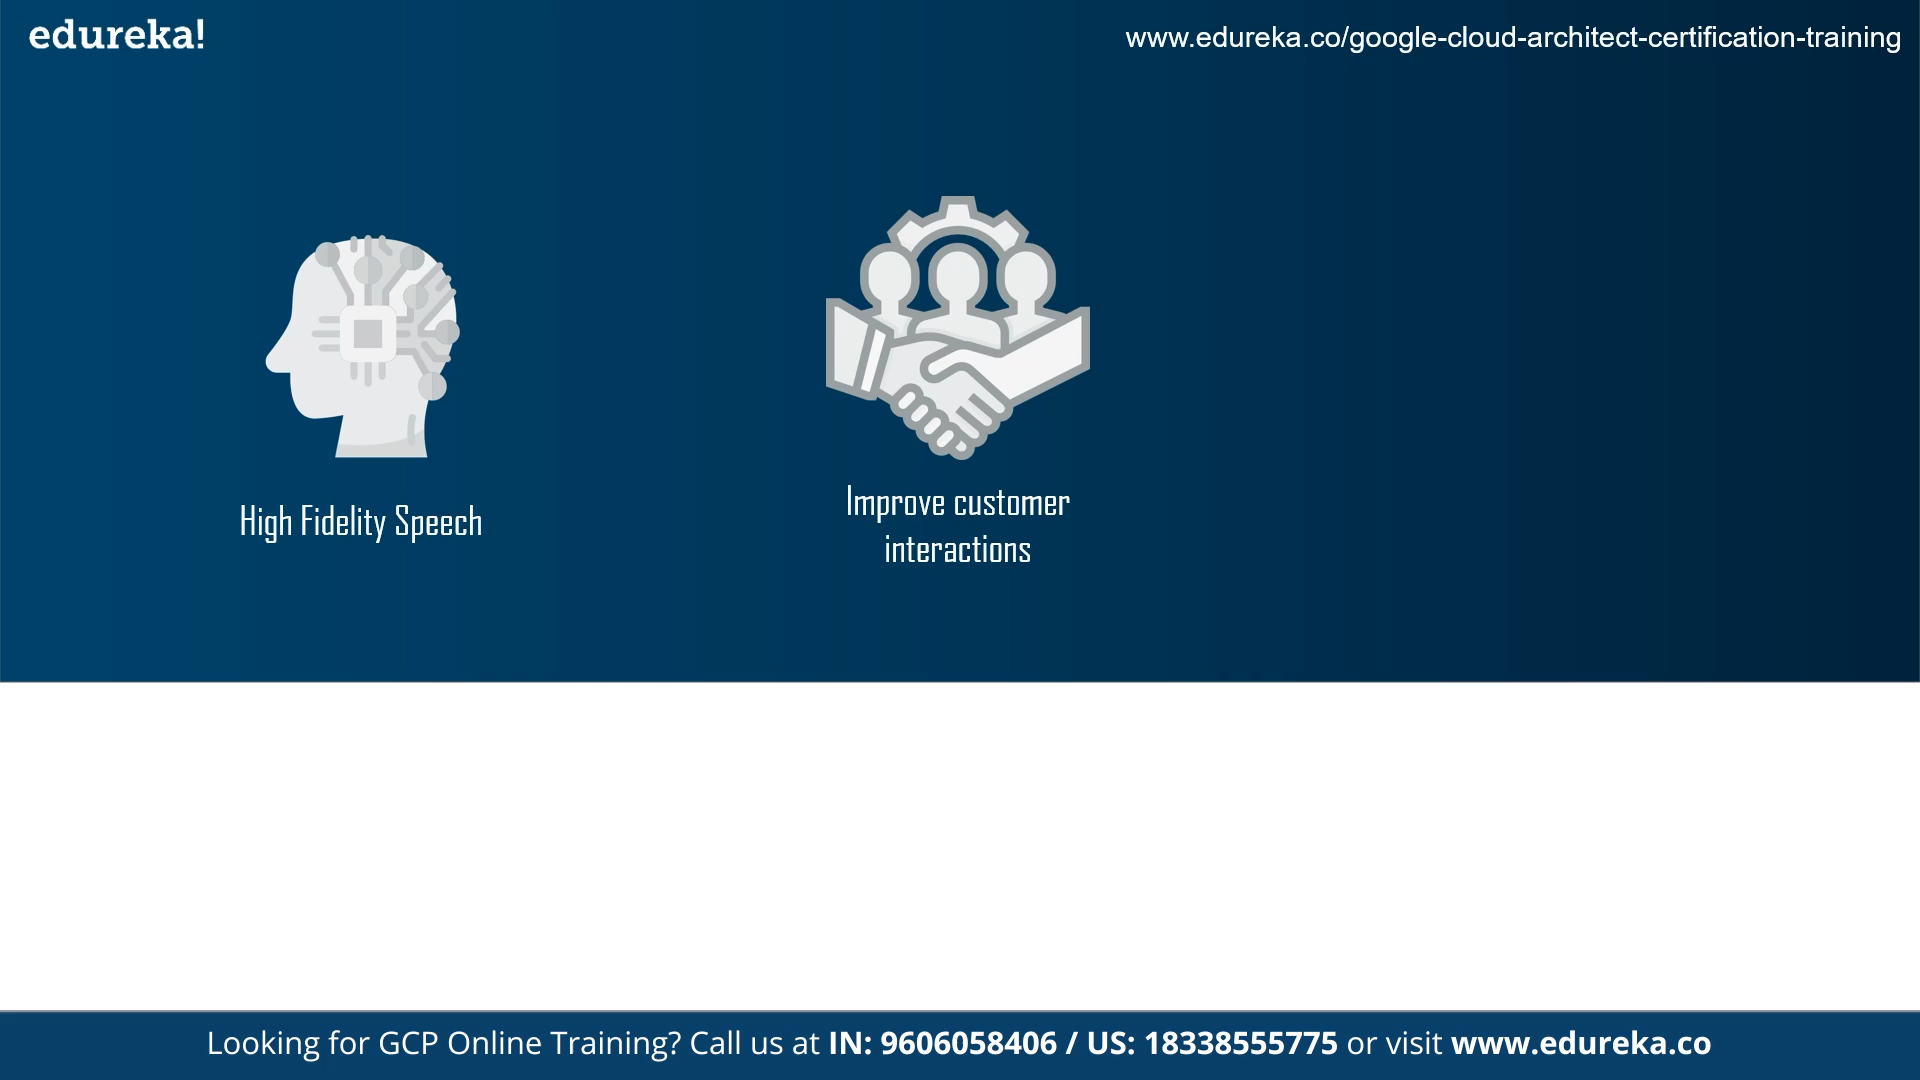 edureka!
www.edureka.co/google-cloud-architect-certification-training
High Fidelity Speech
Improve customer
interactions
Looking for GCP Online Training? Call us at IN: 9606058406 / US: 18338555775 or visit www.edureka.co